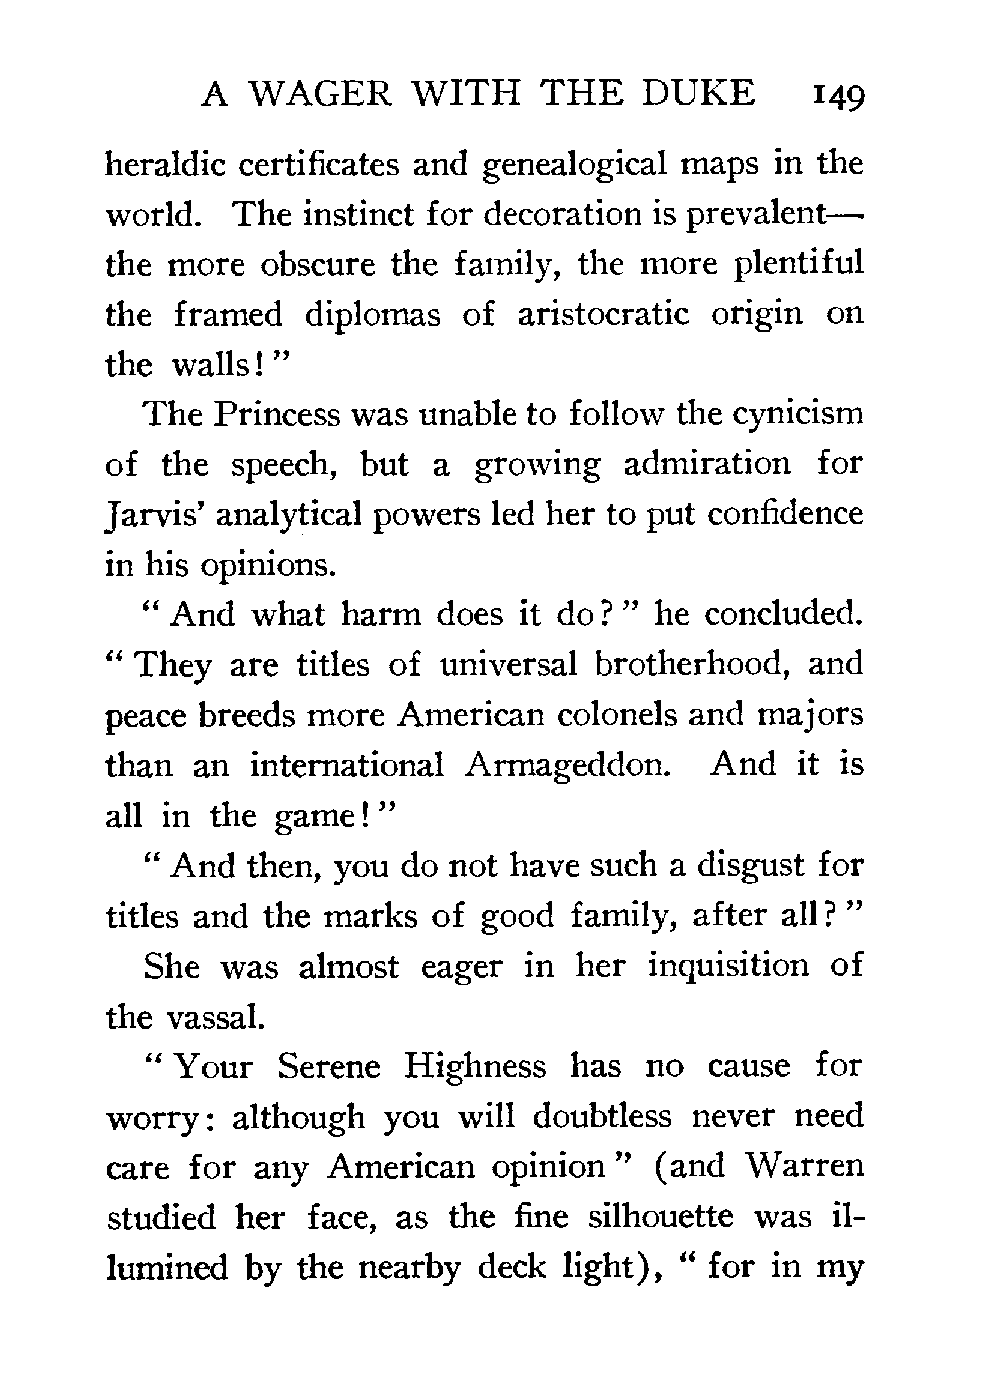 A WAGER WITH THE DUKE 149
heraldic certificates and genealogical maps in the
world. The instinct for decoration is prevalent—
the more obscure the family, the more plentiful
the framed diplomas of aristocratic origin on
the walls! "
The Princess was unable to follow the cynicism
of the speech, but a growing admiration for
Jarvis' analytical powers led her to put confidence
in his opinions.
" And what harm does it do? " he concluded.
" They are titles of universal brotherhood, and
peace breeds more American colonels and majors
than an international Armageddon. And it is
all in the game! "
" And then, you do not have such a disgust for
titles and the marks of good family, after all? "
She was almost eager in her inquisition of
the vassal.
" Your Serene Highness has no cause for
worry: although you will doubtless never need
care for any American opinion " (and Warren
studied her face, as the fine silhouette was il-
lumined by the nearby deck light), " for in my